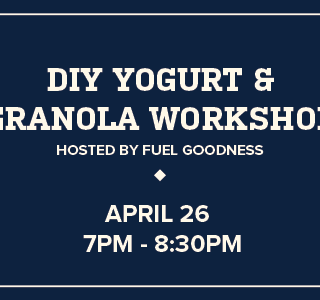 DIY YOGURT &
GRANOLA WORKSHOP
HOSTED BY FUEL GOODNESS
APRIL 26
7PM - 8:30PM